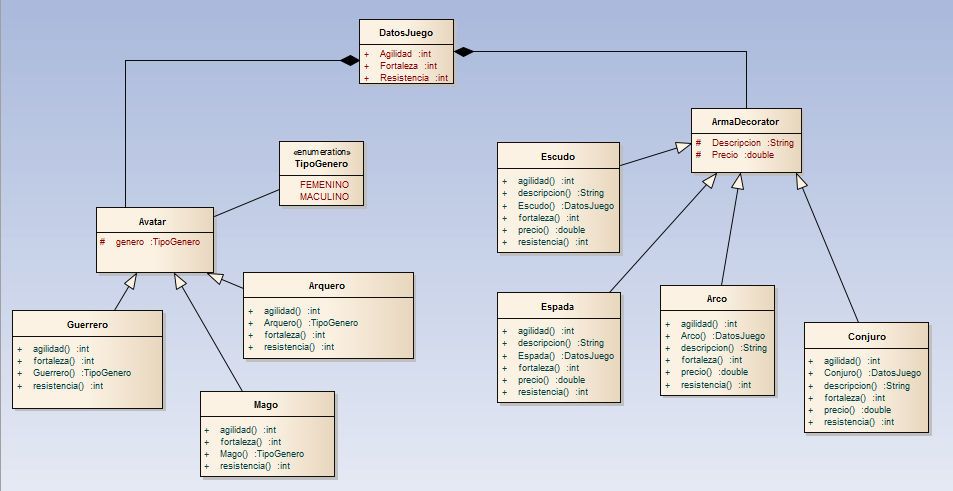 DatosJuego
+ Agilidad :int
+ Fortaleza :int
+ Resistencia :int
«enumeration»
TipoGenero
FEMENINO
MACULINO
Avatar
# genero :TipoGenero
Guerrero
+ agilidad() :int
+ fortaleza() :int
+ Guerrero() :TipoGenero
+ resistencia() :int
Arquero
+ agilidad() :int
+ Arquero() :TipoGenero
+ fortaleza() :int
+ resistencia() :int
Mago
+ agilidad() :int
+ fortaleza() :int
+ Mago() :TipoGenero
+ resistencia() :int
ArmaDecorator
# Descripcion :String
# Precio :double
Escudo
+ agilidad() :int
+ descripcion() :String
+ Escudo() :DatosJuego
+ fortaleza() :int
+ precio() :double
+ resistencia() :int
Espada
+ agilidad() :int
+ descripcion() :String
+ Espada() :DatosJuego
+ fortaleza() :int
+ precio() :double
+ resistencia() :int
Arco
+ agilidad() :int
+ Arco() :DatosJuego
+ descripcion() :String
+ fortaleza() :int
+ precio() :double
+ resistencia() :int
Conjuro
+ agilidad() :int
+ Conjuro() :DatosJuego
+ descripcion() :String
+ fortaleza() :int
+ precio() :double
+ resistencia() :int